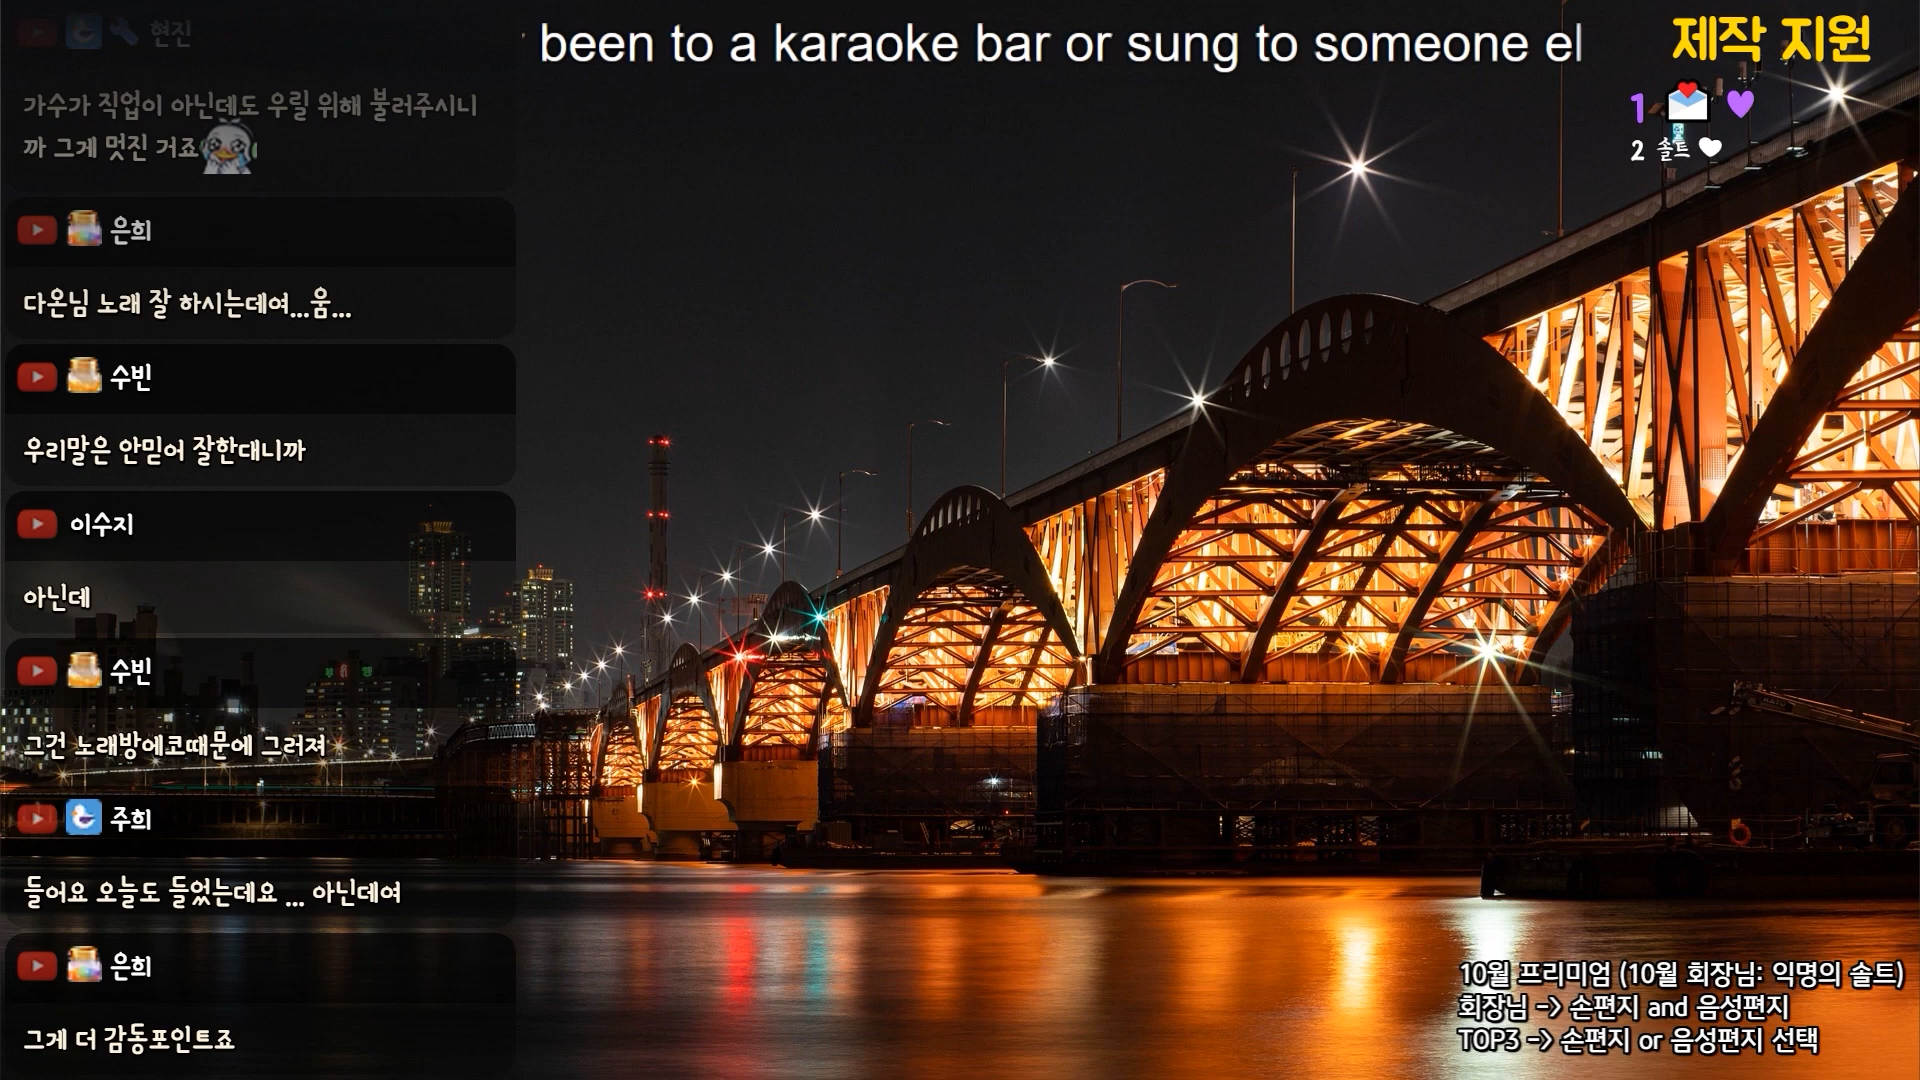 현진
가수가 직업이 아닌데도 우릴 위해 불러주시니
까 그게 멋진 거죠
은희
다온님 노래 잘 하시는데여...움...
수빈
우리말은 안믿어 잘한대니까
이수지
아닌데
수빈
그건 노래방에코때문에 그러져
주희
들어요 오늘도 들었는데요 ... 아닌데여
은희
그게 더 감동포인트죠
been to a karaoke bar or sung to someone el
제작 지원
1
2 솔트
10월 프리미엄 (10월 회장님: 익명의 솔트)
회장님 -> 손편지 and 음성편지
TOP3 -> 손편지 or 음성편지 선택